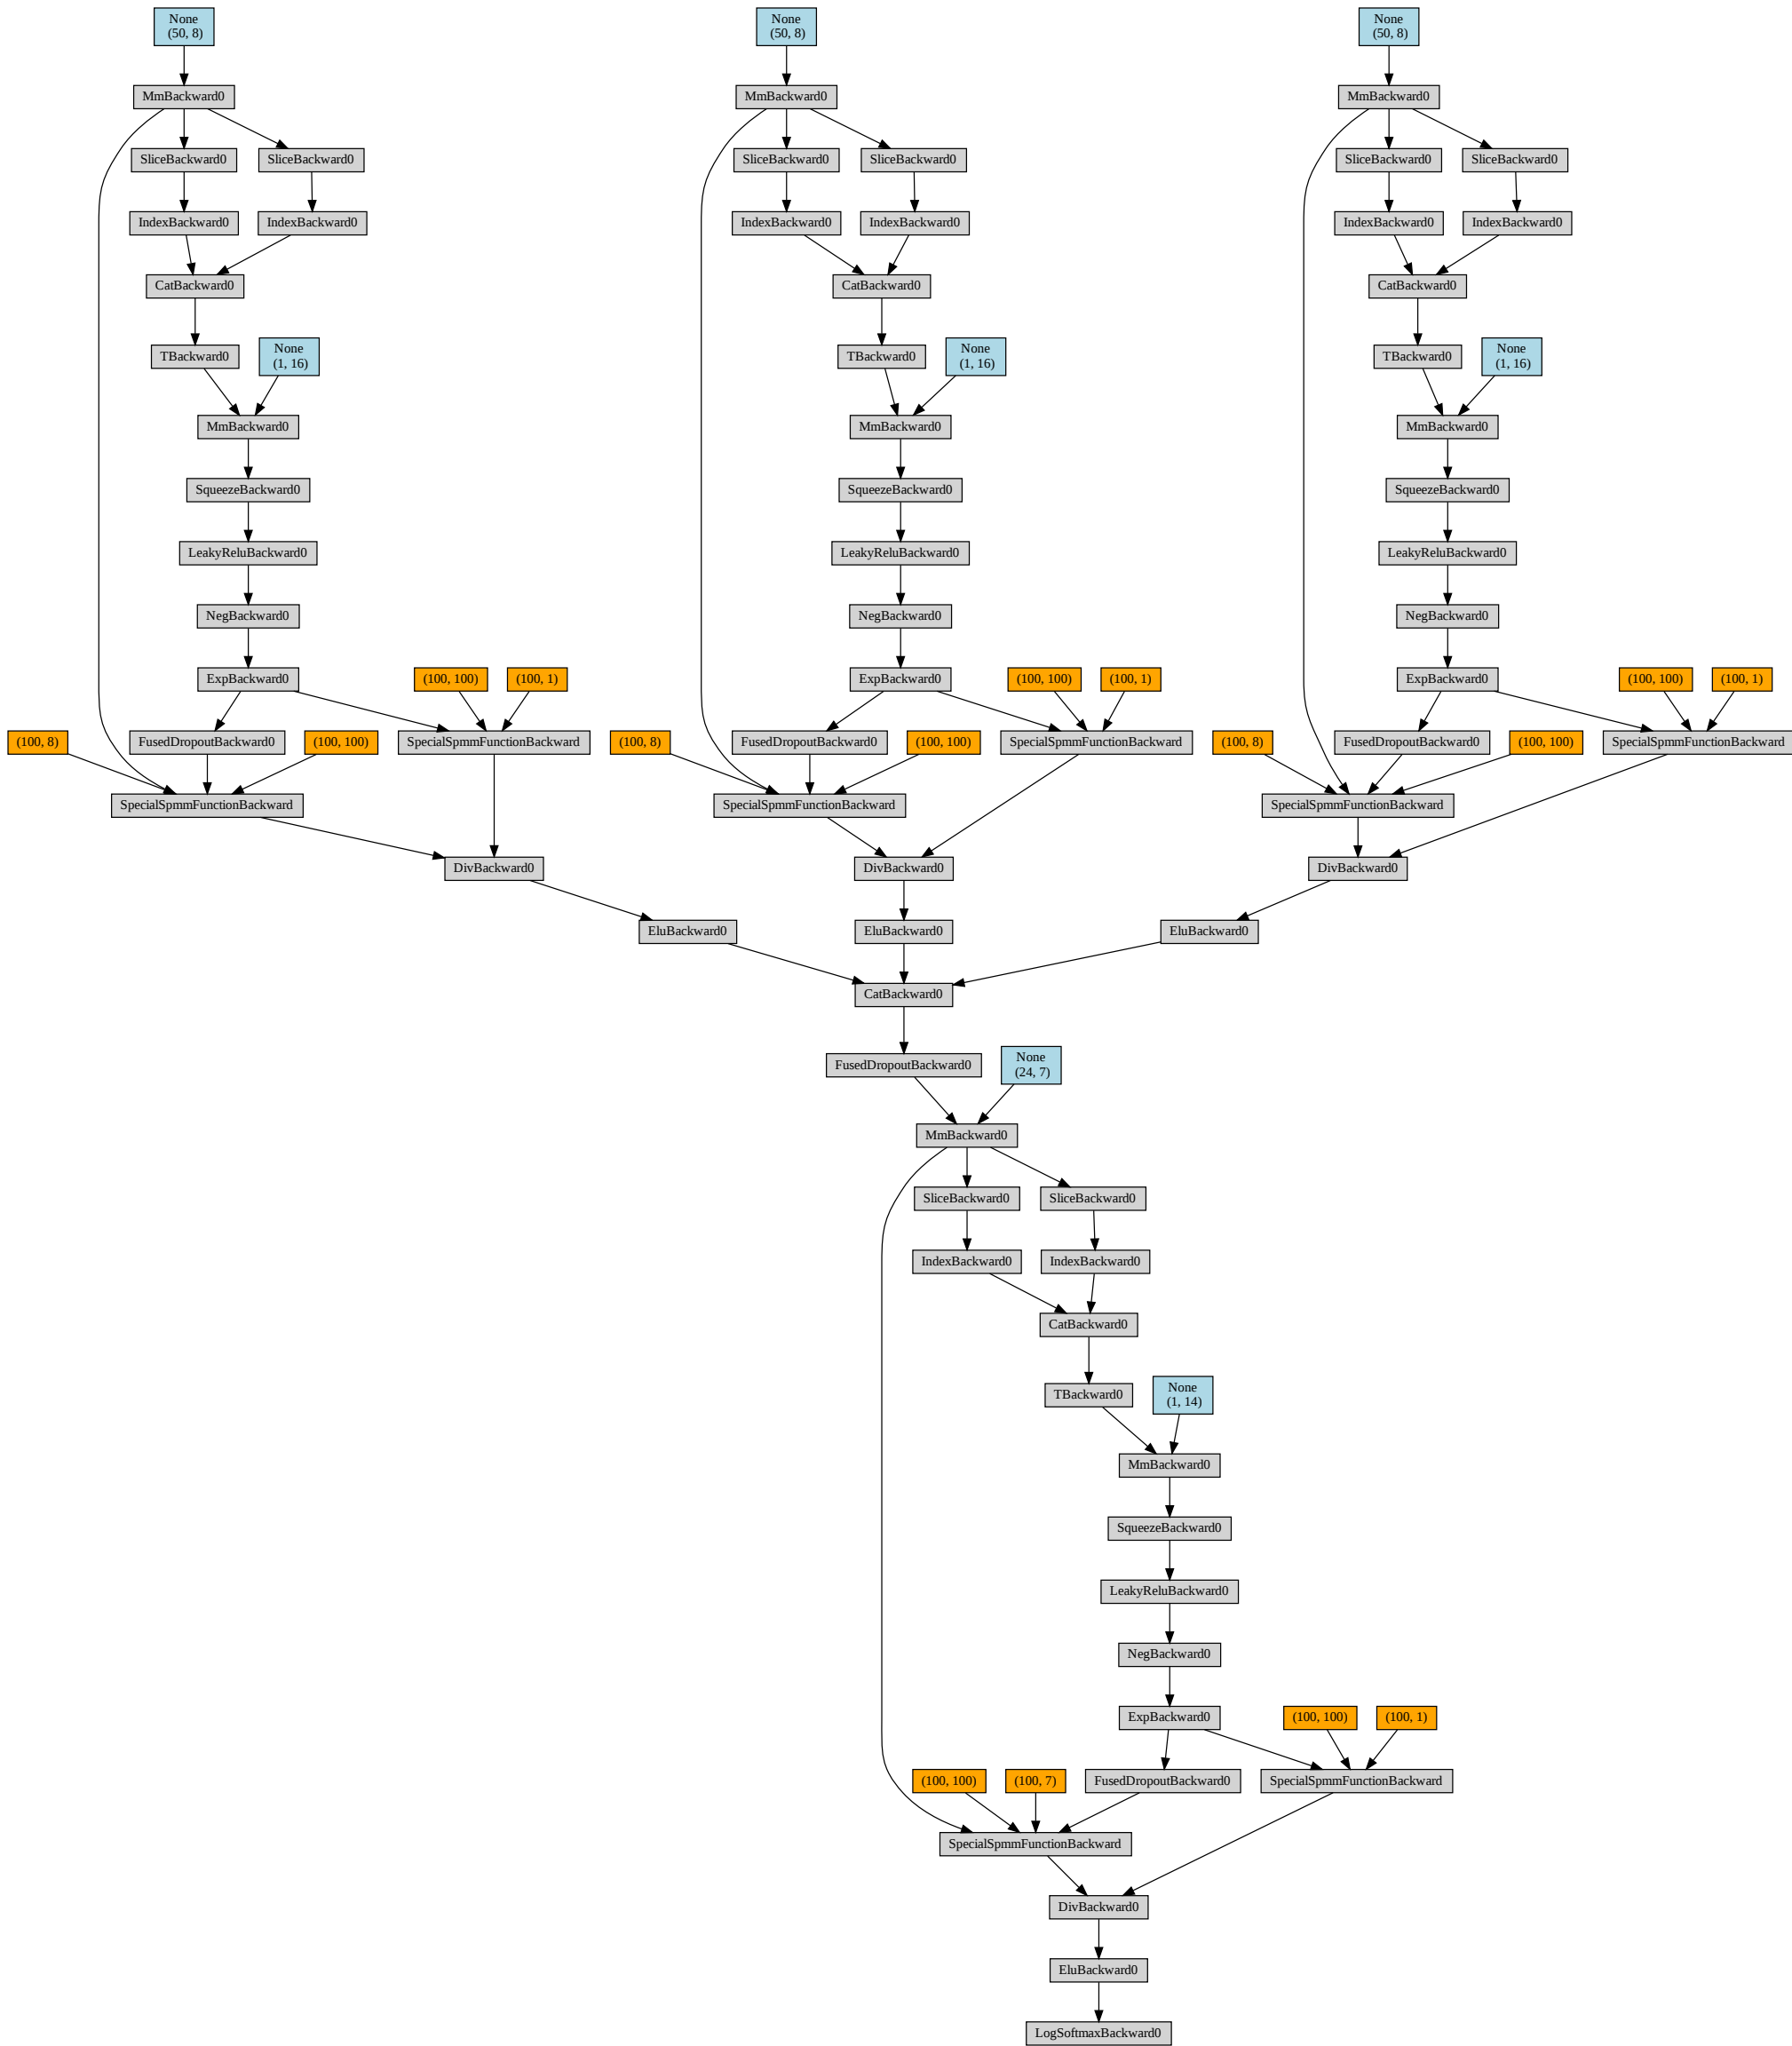 None
(50, 8)
None
(50, 8)
None
(50, 8)
MmBackward0
MmBackward0
MmBackward0
SliceBackward0
SliceBackward0
SliceBackward0
SliceBackward0
SliceBackward0
SliceBackward0
IndexBackward0
IndexBackward0
IndexBackward0
IndexBackward0
IndexBackward0
IndexBackward0
CatBackward0
CatBackward0
CatBackward0
TBackward0
None
(1, 16)
TBackward0
None
(1, 16)
TBackward0
None
(1, 16)
MmBackward0
MmBackward0
MmBackward0
SqueezeBackward0
SqueezeBackward0
SqueezeBackward0
LeakyReluBackward0
LeakyReluBackward0
LeakyReluBackward0
NegBackward0
NegBackward0
NegBackward0
ExpBackward0
(100, 100)
(100, 1)
ExpBackward0
(100, 100)
(100, 1)
ExpBackward0
(100, 100)
(100, 1)
(100, 8)
FusedDropoutBackward0
(100, 100)
SpecialSpmmFunctionBackward
(100, 8)
FusedDropoutBackward0
(100, 100)
SpecialSpmmFunctionBackward
(100, 8)
FusedDropoutBackward0
(100, 100)
SpecialSpmmFunctionBackward
SpecialSpmmFunctionBackward
SpecialSpmmFunctionBackward
SpecialSpmmFunctionBackward
DivBackward0
DivBackward0
DivBackward0
EluBackward0
EluBackward0
EluBackward0
CatBackward0
FusedDropoutBackward0
None
(24, 7)
MmBackward0
SliceBackward0
SliceBackward0
IndexBackward0
IndexBackward0
CatBackward0
TBackward0
None
(1, 14)
MmBackward0
SqueezeBackward0
LeakyReluBackward0
NegBackward0
ExpBackward0
(100, 100)
(100, 1)
(100, 100)
(100, 7)
FusedDropoutBackward0
SpecialSpmmFunctionBackward
SpecialSpmmFunctionBackward
DivBackward0
EluBackward0
LogSoftmaxBackward0